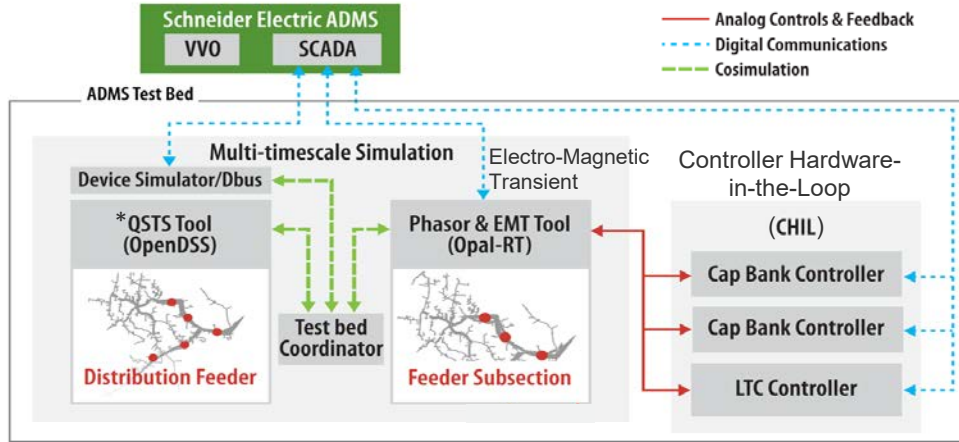 Schneider Electric ADMS
VVO
SCADA
Analog Controls & Feedback
Digital Communications
Cosimulation
ADMS Test Bed
Multi-timescale Simulation
Electro-Magnetic
Transient
Controller Hardware-
in-the-Loop
(CHIL)
Device Simulator/Dbus
*QSTS Tool
(OpenDSS)
Phasor & EMT Tool
(Opal-RT)
Cap Bank Controller
Cap Bank Controller
LTC Controller
Test bed
Coordinator
Distribution Feeder
Feeder Subsection